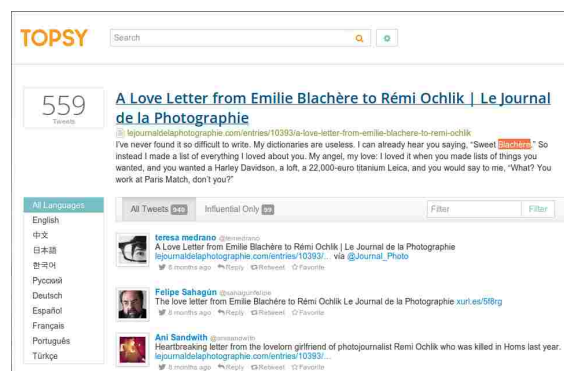 TOPSY
Search
559
Tweets
A Love Letter from Emilie Blachère to Rémi Ochlik | Le Journal
de la Photographie
lejournaldelaphotographie.com/entries/10393/a-love-letter-from-emilie-blachere-to-remi-ochlik
I've never found it so difficult to write. My dictionaries are useless. I can already hear you saying, "Sweet Blachère." So
instead I made a list of everything I loved about you. My angel, my love: I loved it when you made lists of things you
wanted, and you wanted a Harley Davidson, a loft, a 22,000-euro titanium Leica, and you would say to me, "What? You
work at Paris Match, don't you?"
All Languages
English
中文
日本語
한국어
Русский
Deutsch
Español
Français
Português
Türkçe
All Tweets 949 Influential Only 99 Filter Filter
teresa medrano @temedrano
A Love Letter from Emilie Blachère to Rémi Ochlik | Le Journal de la Photographie
lejournaldelaphotographie.com/entries/10393/... via @Journal_Photo
8 months ago Reply Retweet Favorite
Felipe Sahagún @sahagunfelipe
The love letter from Emilie Blachére to Rémi Ochlik Le Journal de la Photographie xurl.es/5f8rg
8 months ago Reply Retweet Favorite
Ani Sandwith @anisandwith
Heartbreaking letter from the lovelorn girlfriend of photojournalist Remi Ochlik who was killed in Homs last year.
lejournaldelaphotographie.com/entries/10393/...
8 months ago Reply Retweet Favorite